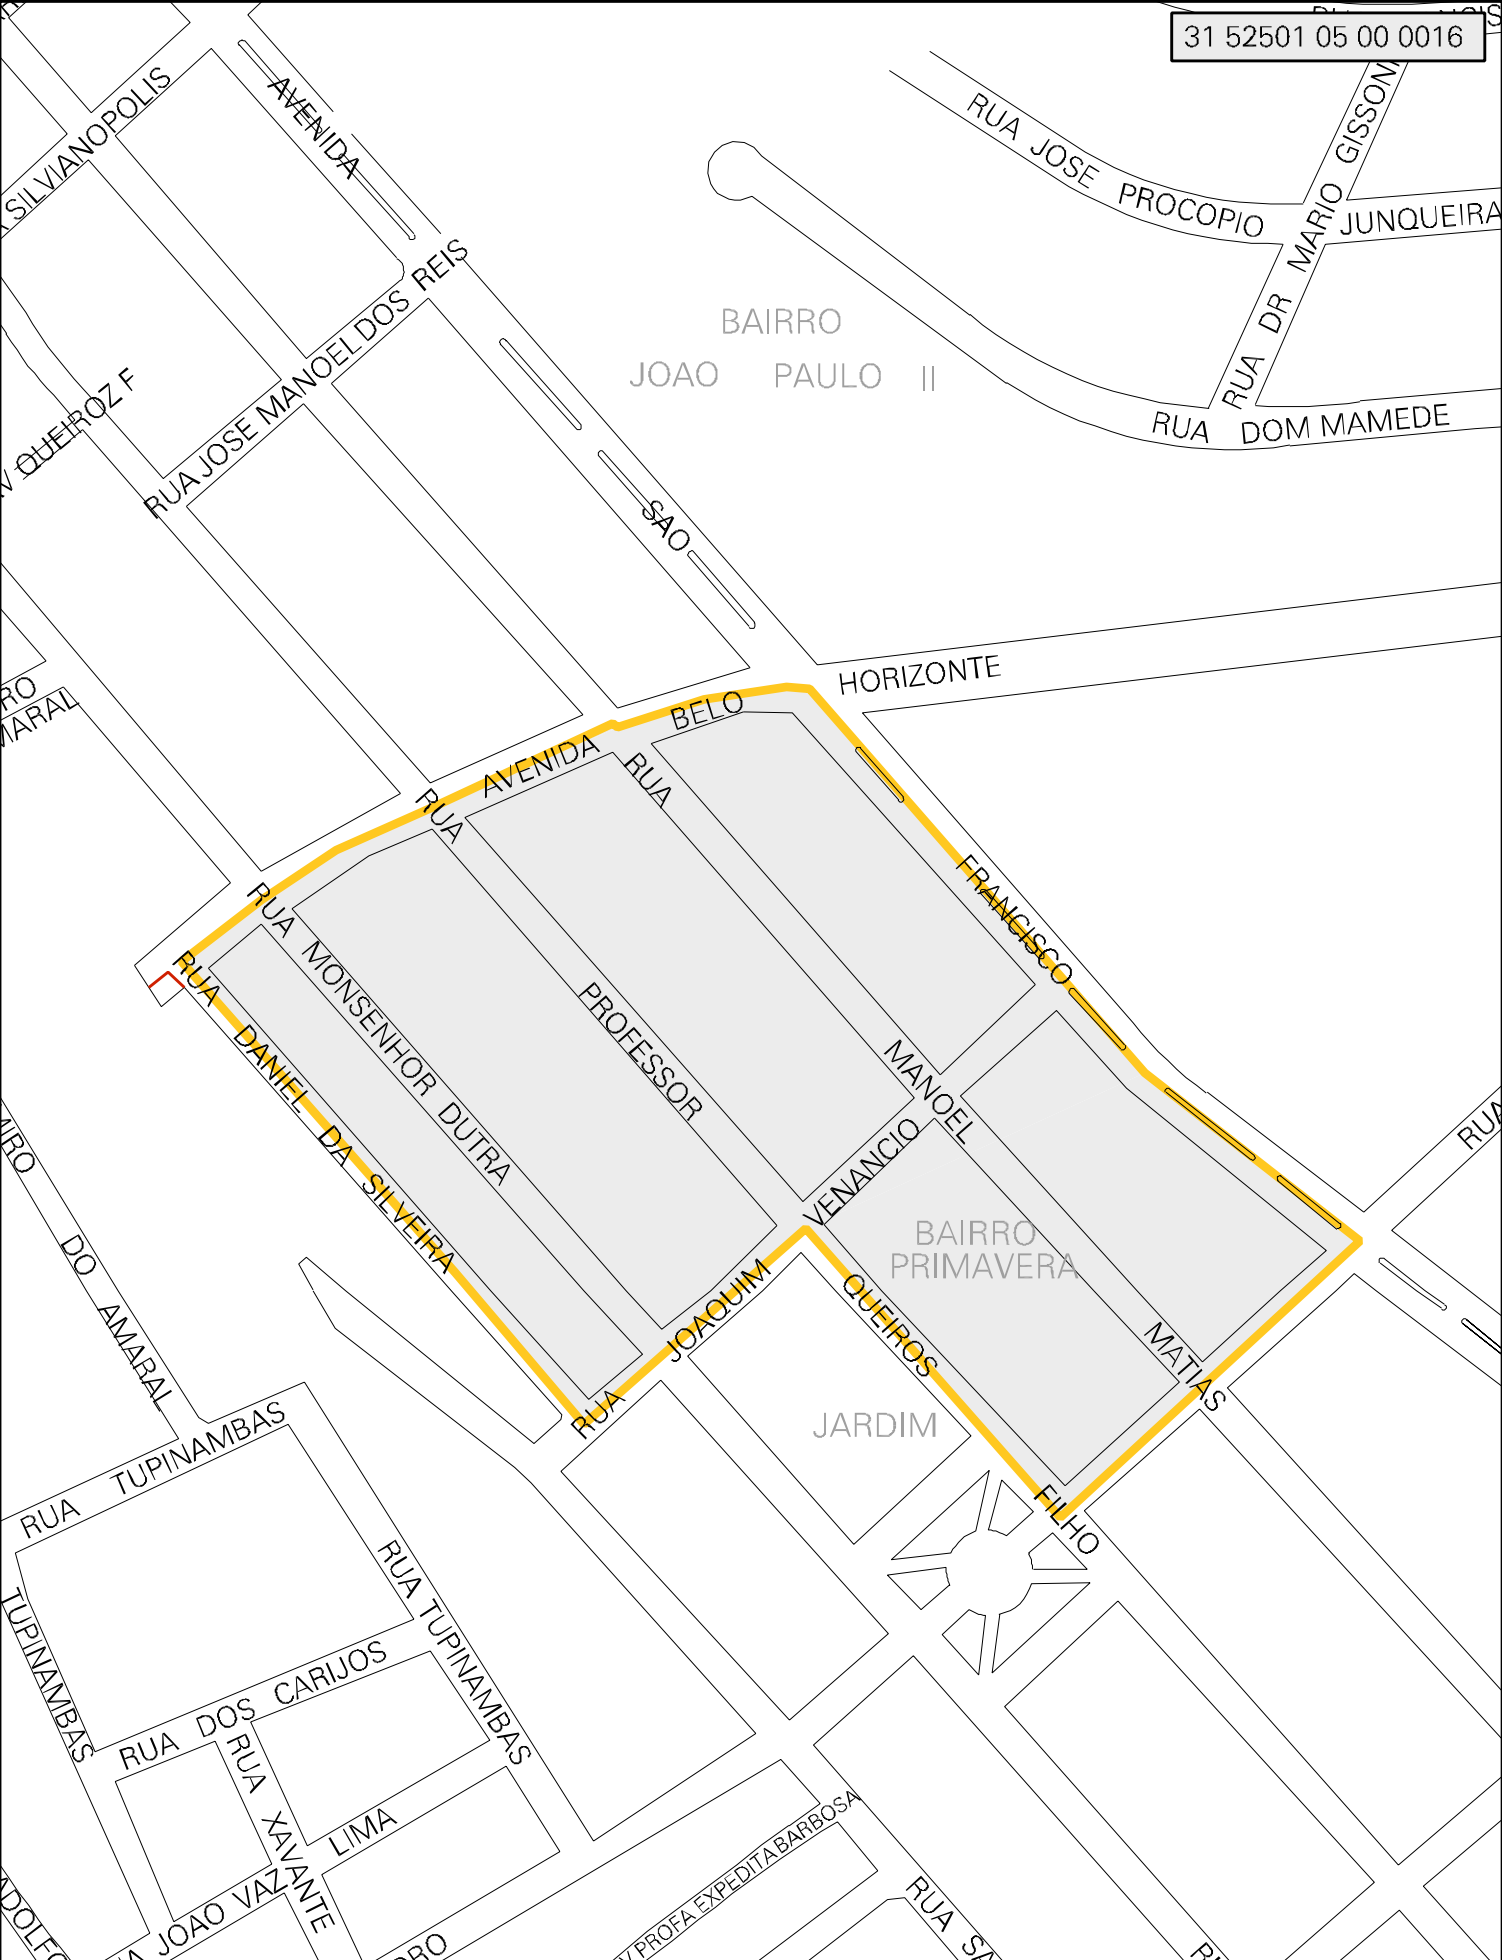 31 52501 05 00 0016
SILVIANOPOLIS
AVENIDA
RUA JOSE PROCOPIO JUNQUEIRA
RUA DR MARIO GISSONI
RUA JOSE MANOEL DOS REIS
BAIRRO
JOAO PAULO II
QUEIROZ F
RUA DOM MAMEDE
SAO
HORIZONTE
BELO
AVENIDA
RUA
RUA
RUA MONSENHOR DUTRA
FRANCISCO
RUA DANIEL DA SILVEIRA
PROFESSOR
MANOEL
VENANCIO
RUA
BAIRRO
PRIMAVERA
DO AMARAL
JOAQUIM
QUEIROS
MATIAS
RUA
JARDIM
RUA TUPINAMBAS
FILHO
RUA TUPINAMBAS
TUPINAMBAS
RUA DOS CARIJOS
RUA XAVANTE
JOAO VAZ LIMA
PROFA EXPEDITA BARBOSA
RUA